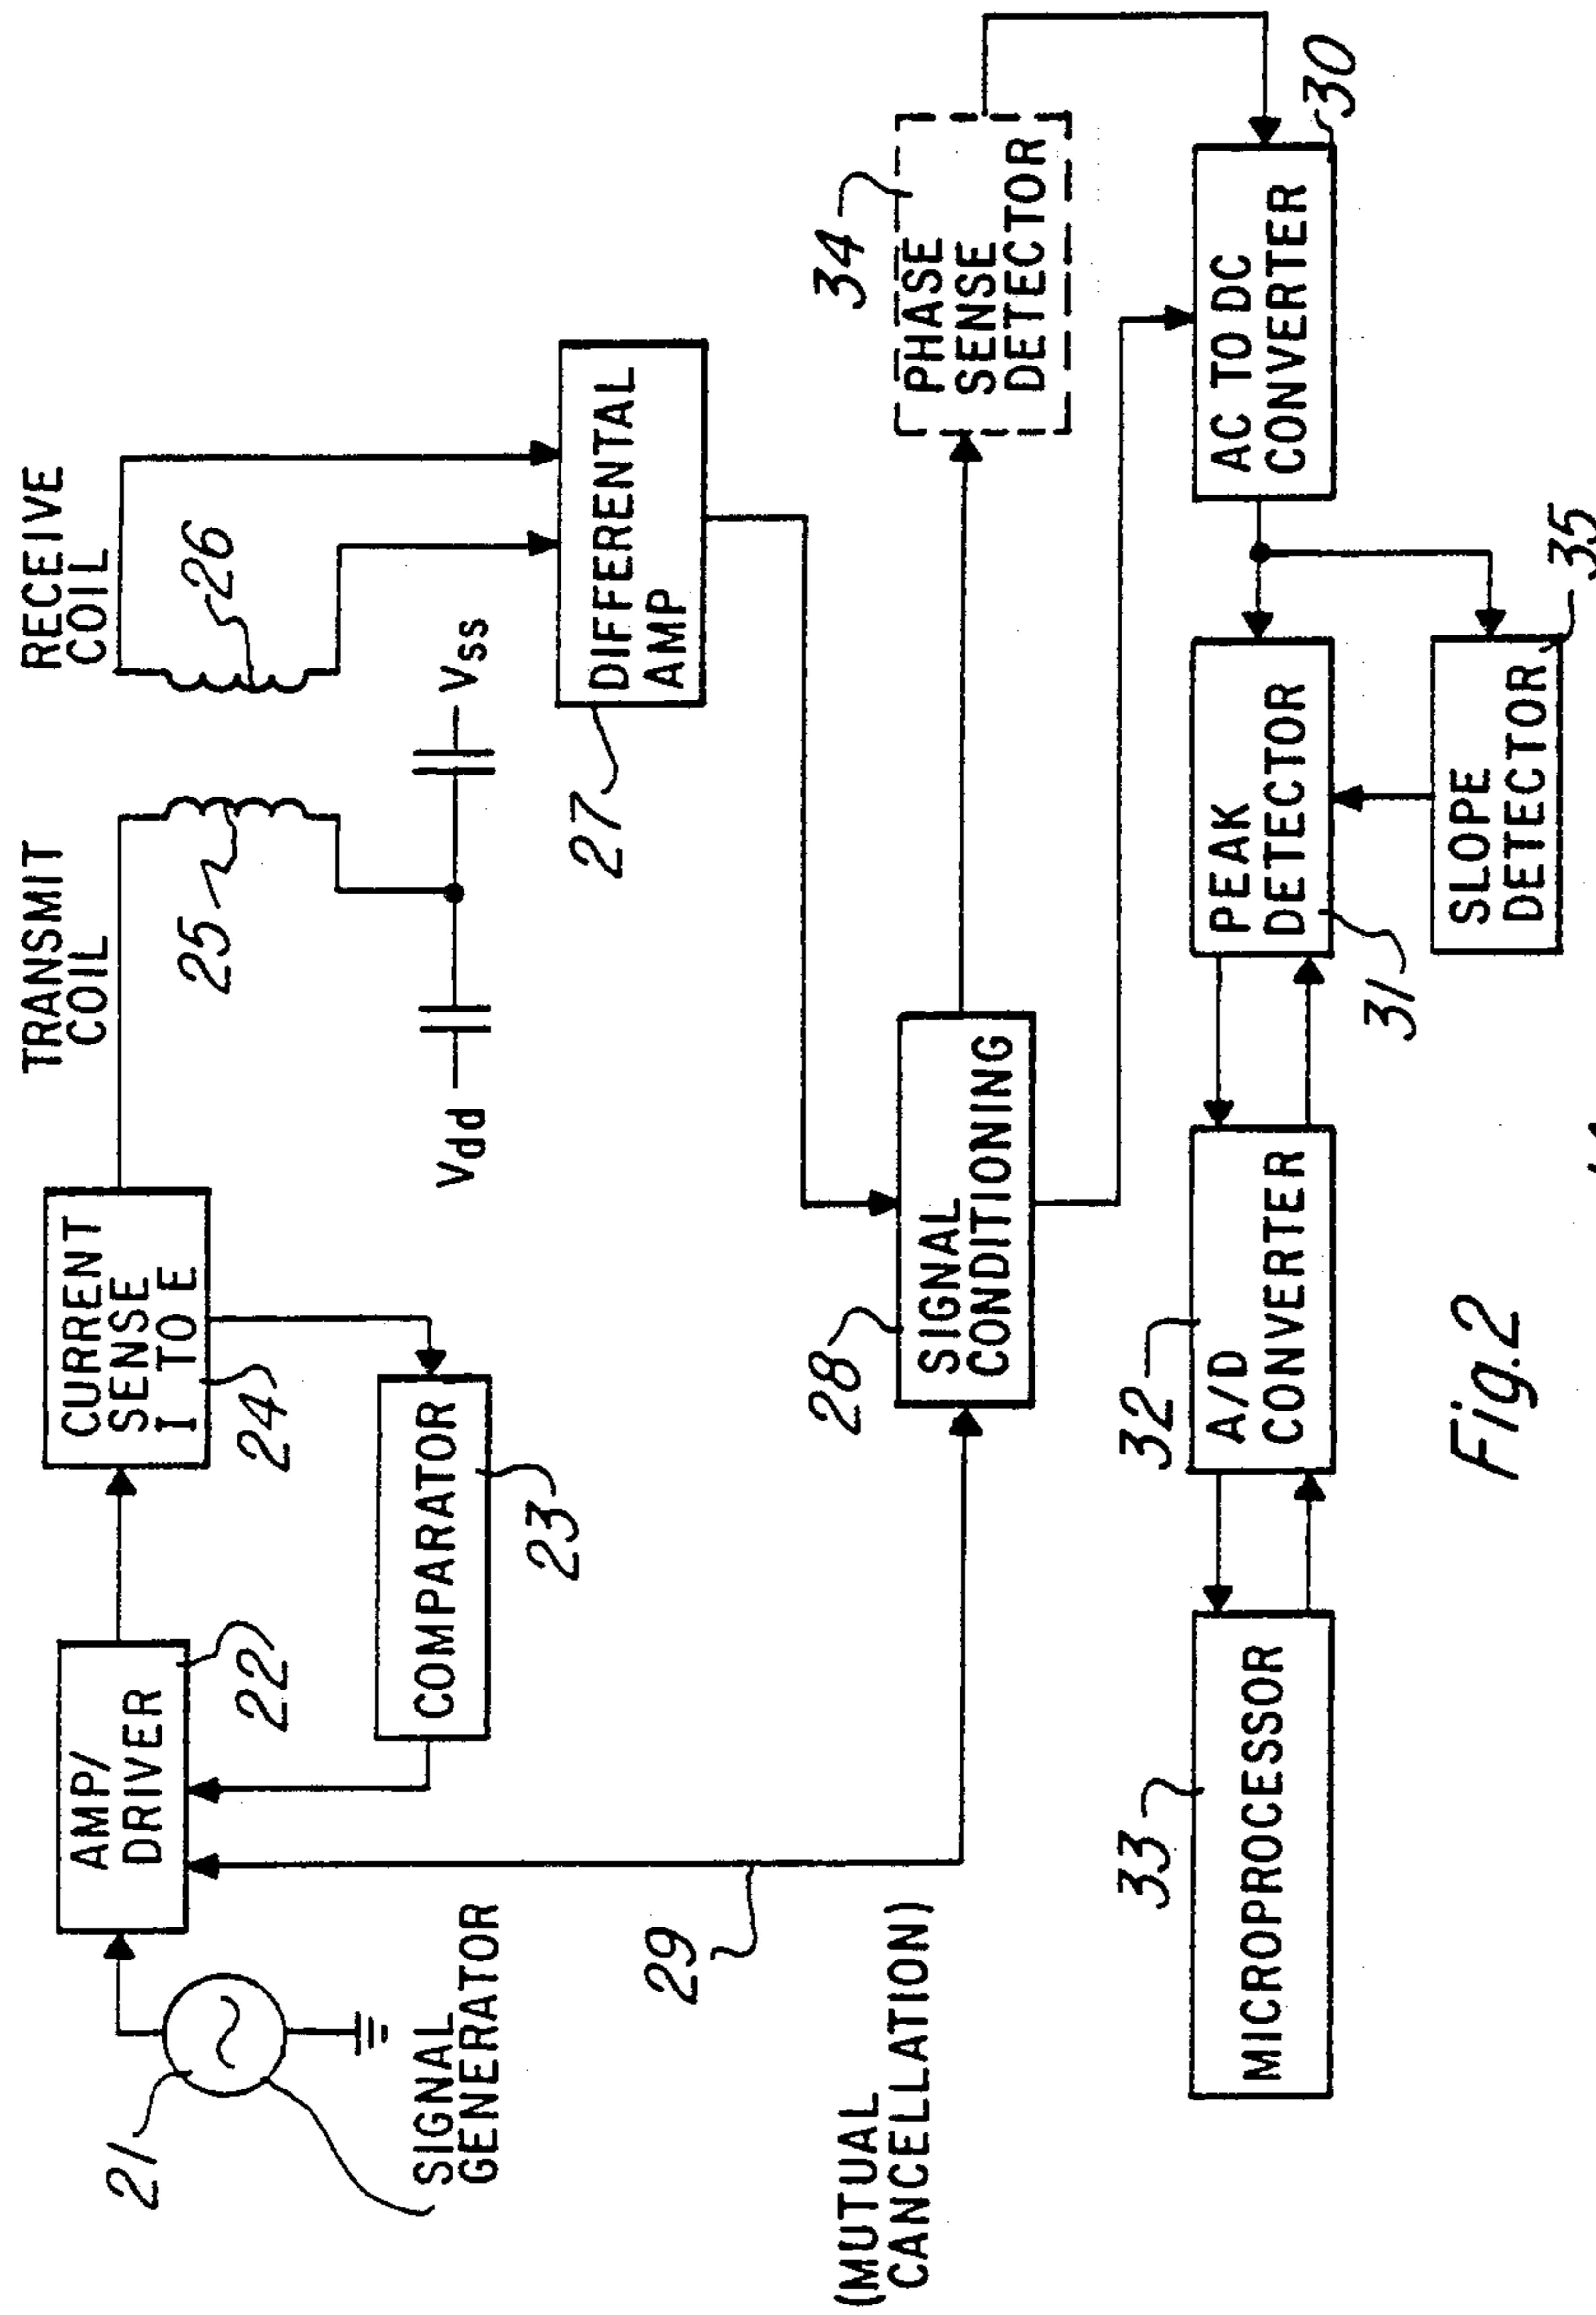 TRANSMIT
COIL
RECEIVE
COIL
CURRENT
SENSE
I TO E
24
AMP/
DRIVER
22
21
SIGNAL
GENERATOR
COMPARATOR
23
25
26
Vdd
Vss
DIFFERENTAL
AMP
27
29
(MUTUAL
CANCELLATION)
28
SIGNAL
CONDITIONING
34
PHASE
SENSE
DETECTOR
33
MICROPROCESSOR
32
A/D
CONVERTER
PEAK
DETECTOR
31
AC TO DC
CONVERTER
30
SLOPE
DETECTOR
35
Fig.2